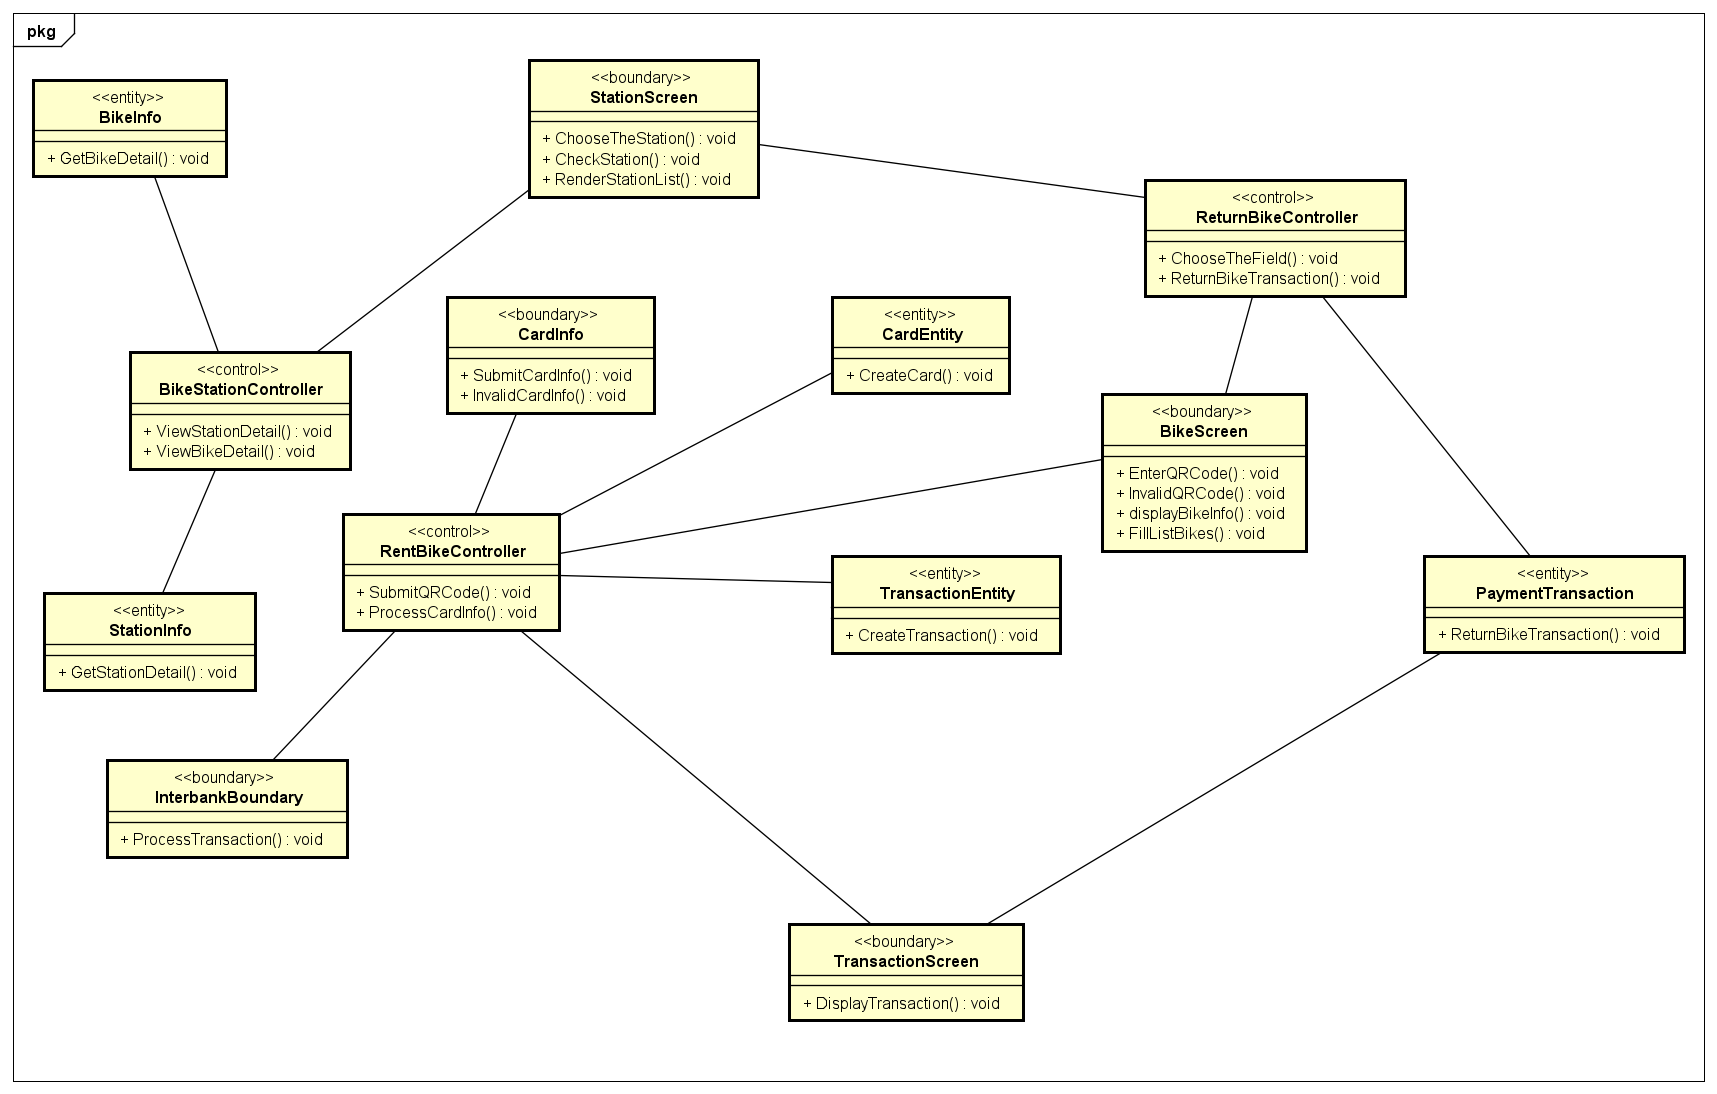 pkg
<<entity>>
BikeInfo
+ GetBikeDetail() : void
<<boundary>>
StationScreen
+ ChooseTheStation() : void
+ CheckStation() : void
+ RenderStationList() : void
<<control>>
ReturnBikeController
+ ChooseTheField() : void
+ ReturnBikeTransaction() : void
<<boundary>>
CardInfo
+ SubmitCardInfo() : void
+ InvalidCardInfo() : void
<<entity>>
CardEntity
+ CreateCard() : void
<<control>>
BikeStationController
+ ViewStationDetail() : void
+ ViewBikeDetail() : void
<<boundary>>
BikeScreen
+ EnterQRCode() : void
+ InvalidQRCode() : void
+ displayBikeInfo() : void
+ FillListBikes() : void
<<control>>
RentBikeController
+ SubmitQRCode() : void
+ ProcessCardInfo() : void
<<entity>>
TransactionEntity
+ CreateTransaction() : void
<<entity>>
PaymentTransaction
+ ReturnBikeTransaction() : void
<<entity>>
StationInfo
+ GetStationDetail() : void
<<boundary>>
InterbankBoundary
+ ProcessTransaction() : void
<<boundary>>
TransactionScreen
+ DisplayTransaction() : void